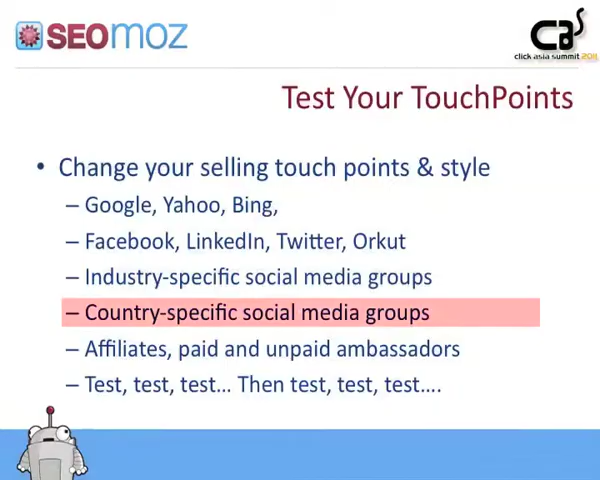 SEOmoz
cas
click asia summit 2011
Test Your TouchPoints
• Change your selling touch points & style
– Google, Yahoo, Bing,
– Facebook, LinkedIn, Twitter, Orkut
– Industry-specific social media groups
– Country-specific social media groups
– Affiliates, paid and unpaid ambassadors
– Test, test, test… Then test, test, test….